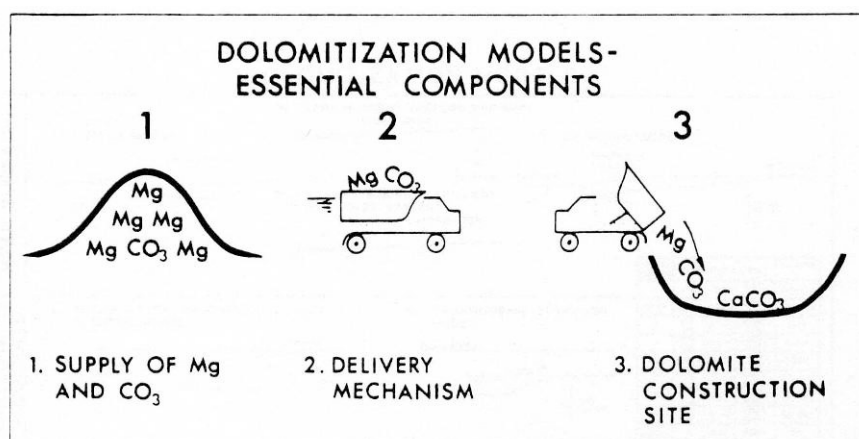 DOLOMITIZATION MODELS-
ESSENTIAL COMPONENTS
1
2
3
Mg
Mg Mg
Mg CO₃ Mg
Mg CO₃
Mg
CO₃
CaCO₃
1. SUPPLY OF Mg
AND CO₃
2. DELIVERY
MECHANISM
3. DOLOMITE
CONSTRUCTION
SITE